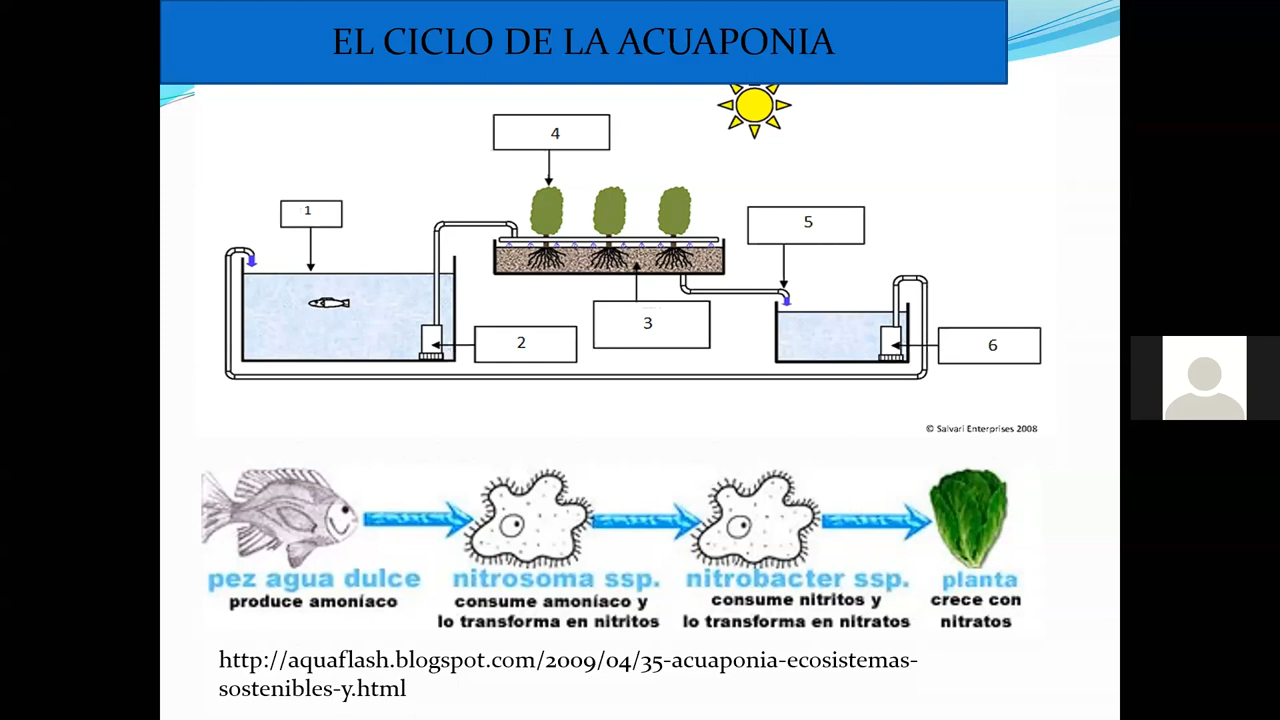 EL CICLO DE LA ACUAPONIA
4
1
5
3
2
6
© Salvari Enterprises 2008
pez agua dulce
produce amoníaco
nitrosoma ssp.
consume amoníaco y
lo transforma en nitritos
nitrobacter ssp.
consume nitritos y
lo transforma en nitratos
planta
crece con
nitratos
http://aquaflash.blogspot.com/2009/04/35-acuaponia-ecosistemas-
sostenibles-y.html